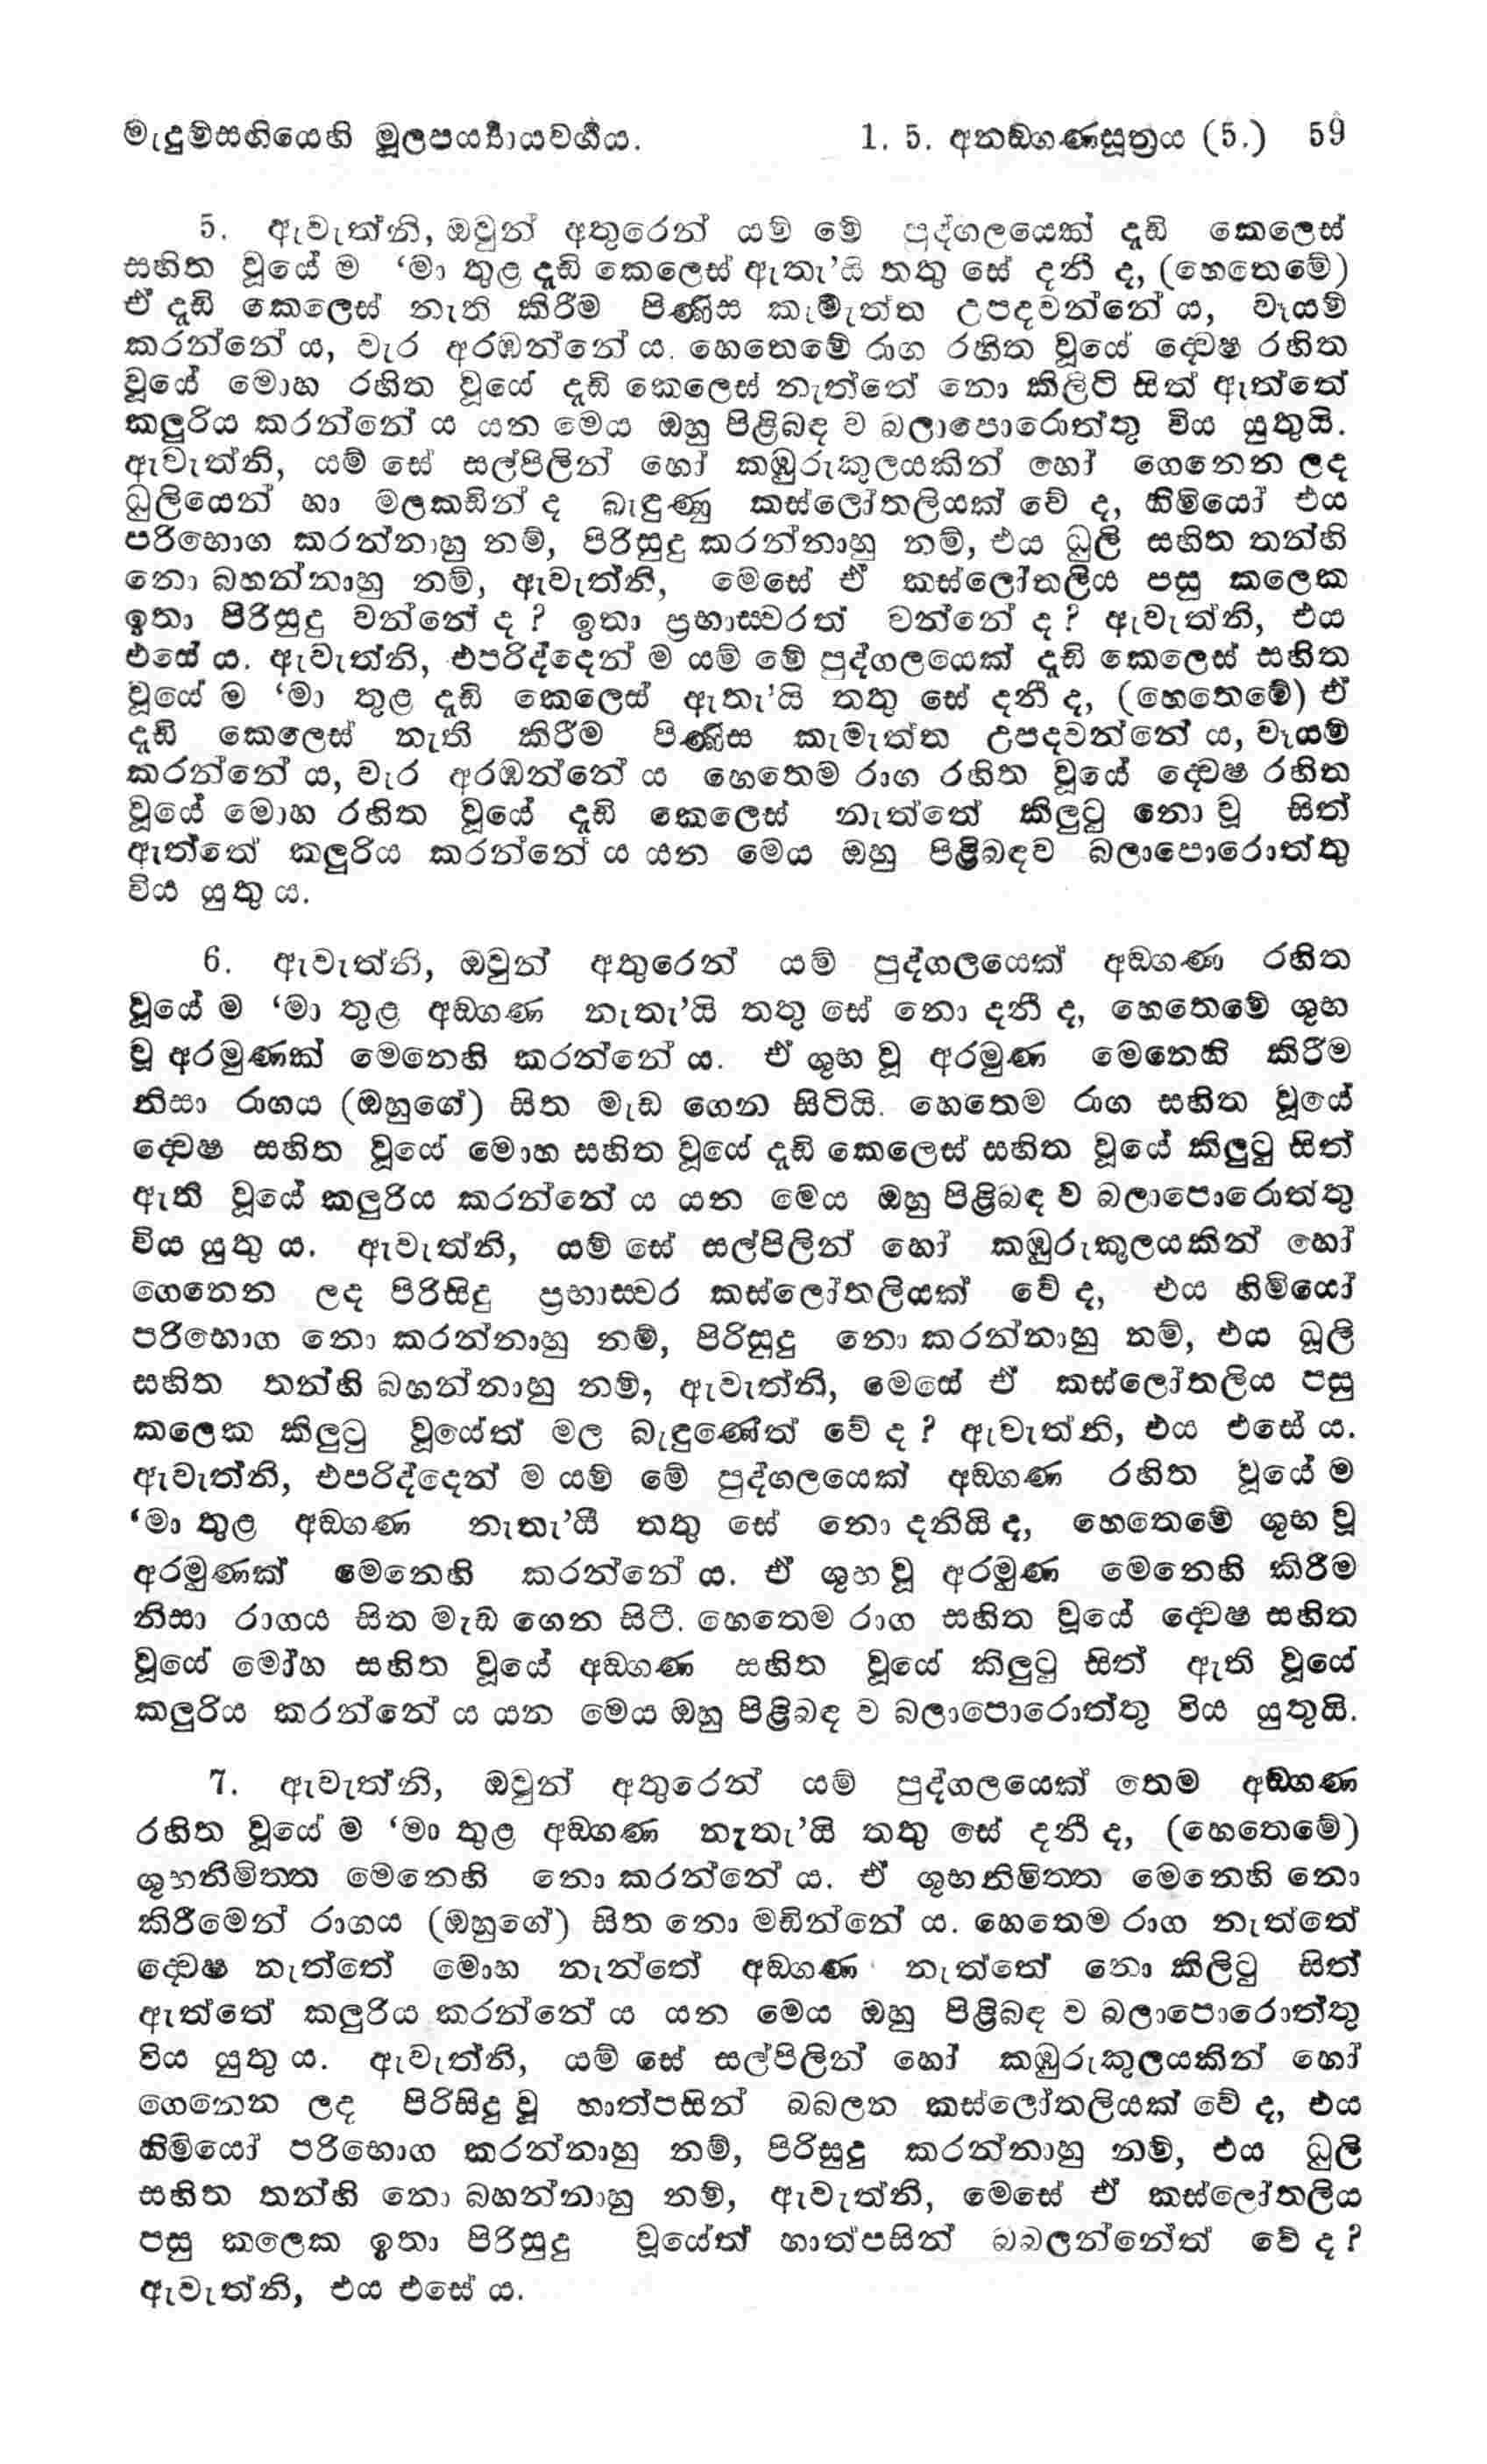 මැදුම්සඟියෙහි මූලපර්‍ය්‍යායවර්‍ගය. 1. 5. අනඞ්ගණසූත්‍රය (5.) 59
5. ඇවැත්නි, ඔවුන් අතුරෙන් යම් මේ පුද්ගලයෙක් දැඩි කෙලෙස්
සහිත වූයේ ම ‘මා තුළ දැඩි කෙලෙස් ඇතැ’යි තතු සේ දනී ද, (හෙතෙමේ)
ඒ දැඩි කෙලෙස් නැති කිරීම පිණිස කැමැත්ත උපදවන්නේ ය, වෑයම්
කරන්නේ ය, වැර අරඹන්නේ ය. හෙතෙමේ රාග රහිත වූයේ ද්වේෂ රහිත
වූයේ මොහ රහිත වූයේ දැඩි කෙලෙස් නැත්තේ නො කිලිටි සිත් ඇත්තේ
කලුරිය කරන්නේ ය යන මෙය ඔහු පිළිබඳ ව බලාපොරොත්තු විය යුතුයි.
ඇවැත්නි, යම් සේ සල්පිලින් හෝ කඹුරුකුලයකින් හෝ ගෙනෙන ලද
ධූලියෙන් හා මලකඩින් ද බැඳුණු කස්ලෝතලියක් වේ ද, හිමියෝ එය
පරිභොග කරන්නාහු නම්, පිරිසුදු කරන්නාහු නම්, එය ධූලි සහිත තන්හි
නො බහන්නාහු නම්, ඇවැත්නි, මෙසේ ඒ කස්ලෝතලිය පසු කලෙක
ඉතා පිරිසුදු වන්නේ ද? ඉතා ප්‍රභාස්වරත් වන්නේ ද? ඇවැත්නි, එය
එසේ ය. ඇවැත්නි, එපරිද්දෙන් ම යම් මේ පුද්ගලයෙක් දැඩි කෙලෙස් සහිත
වූයේ ම ‘මා තුළ දැඩි කෙලෙස් ඇතැ’යි තතු සේ දනී ද, (හෙතෙමේ) ඒ
දැඩි කෙලෙස් නැති කිරීම පිණිස කැමැත්ත උපදවන්නේ ය, වෑයම්
කරන්නේ ය, වැර අරඹන්නේ ය හෙතෙම රාග රහිත වූයේ ද්වේෂ රහිත
වූයේ මොහ රහිත වූයේ දැඩි කෙලෙස් නැත්තේ කිලුටු නො වූ සිත්
ඇත්තේ කලුරිය කරන්නේ ය යන මෙය ඔහු පිළිබඳව බලාපොරොත්තු
විය යුතු ය.
6. ඇවැත්නි, ඔවුන් අතුරෙන් යම් පුද්ගලයෙක් අඞ්ගණ රහිත
වූයේ ම ‘මා තුළ අඞ්ගණ නැතැ’යි තතු සේ නො දනී ද, හෙතෙමේ ශුභ
වූ අරමුණක් මෙනෙහි කරන්නේ ය. ඒ ශුභ වූ අරමුණ මෙනෙහි කිරීම
නිසා රාගය (ඔහුගේ) සිත මැඩ ගෙන සිටියි. හෙතෙම රාග සහිත වූයේ
ද්වේෂ සහිත වූයේ මොහ සහිත වූයේ දැඩි කෙලෙස් සහිත වූයේ කිලුටු සිත්
ඇති වූයේ කලුරිය කරන්නේ ය යන මෙය ඔහු පිළිබඳ ව බලාපොරොත්තු
විය යුතු ය. ඇවැත්නි, යම් සේ සල්පිලින් හෝ කඹුරුකුලයකින් හෝ
ගෙනෙන ලද පිරිසිදු ප්‍රභාස්වර කස්ලෝතලියක් වේ ද, එය හිමියෝ
පරිභොග නො කරන්නාහු නම්, පිරිසුදු නො කරන්නාහු නම්, එය ධූලි
සහිත තන්හි බහන්නාහු නම්, ඇවැත්නි, මෙසේ ඒ කස්ලෝතලිය පසු
කලෙක කිලුටු වූයේත් මල බැඳුණේත් වේ ද? ඇවැත්නි, එය එසේ ය.
ඇවැත්නි, එපරිද්දෙන් ම යම් මේ පුද්ගලයෙක් අඞ්ගණ රහිත වූයේ ම
‘මා තුළ අඞ්ගණ නැතැ’යී තතු සේ නො දනියි ද, හෙතෙමේ ශුභ වූ
අරමුණක් මෙනෙහි කරන්නේ ය. ඒ ශුභ වූ අරමුණ මෙනෙහි කිරීම
නිසා රාගය සිත මැඩ ගෙන සිටී. හෙතෙම රාග සහිත වූයේ ද්වේෂ සහිත
වූයේ මෝහ සහිත වූයේ අඞ්ගණ සහිත වූයේ කිලුටු සිත් ඇති වූයේ
කලුරිය කරන්නේ ය යන මෙය ඔහු පිළිබඳ ව බලාපොරොත්තු විය යුතුයි.
7. ඇවැත්නි, ඔවුන් අතුරෙන් යම් පුද්ගලයෙක් තෙම අඞ්ගණ
රහිත වූයේ ම ‘මා තුළ අඞ්ගණ නැතැ’යි තතු සේ දනී ද, (හෙතෙමේ)
ශුභනිමිත්ත මෙනෙහි නො කරන්නේ ය. ඒ ශුභනිමිත්ත මෙනෙහි නො
කිරීමෙන් රාගය (ඔහුගේ) සිත නො මඩින්නේ ය. හෙතෙම රාග නැත්තේ
ද්වේෂ නැත්තේ මොහ නැත්තේ අඞ්ගණ නැත්තේ නො කිලිටු සිත්
ඇත්තේ කලුරිය කරන්නේ ය යන මෙය ඔහු පිළිබඳ ව බලාපොරොත්තු
විය යුතු ය. ඇවැත්නි, යම් සේ සල්පිලින් හෝ කඹුරුකුලයකින් හෝ
ගෙනෙන ලද පිරිසිදු වූ හාත්පසින් බබලන කස්ලෝතලියක් වේ ද, එය
හිමියෝ පරිභොග කරන්නාහු නම්, පිරිසුදු කරන්නාහු නම්, එය ධූලි
සහිත තන්හි නො බහන්නාහු නම්, ඇවැත්නි, මෙසේ ඒ කස්ලෝතලිය
පසු කලෙක ඉතා පිරිසුදු වූයේත් හාත්පසින් බබලන්නේත් වේ ද?
ඇවැත්නි, එය එසේ ය.